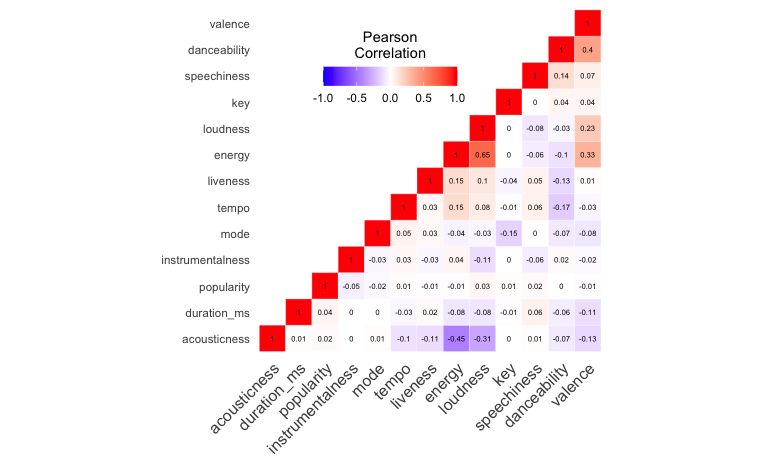 Pearson
Correlation
-1.0 -0.5 0.0 0.5 1.0
valence 1
danceability 1 0.4
speechiness 1 0.14 0.07
key 1 0 0.04 0.04
loudness 1 0 -0.08 -0.03 0.23
energy 1 0.65 0 -0.06 -0.1 0.33
liveness 1 0.15 0.1 -0.04 0.05 -0.13 0.01
tempo 1 0.03 0.15 0.08 -0.01 0.06 -0.17 -0.03
mode 1 0.05 0.03 -0.04 -0.03 -0.15 0 -0.07 -0.08
instrumentalness 1 -0.03 0.03 -0.03 0.04 -0.11 0 -0.06 0.02 -0.02
popularity 1 -0.05 -0.02 0.01 -0.01 -0.01 0.03 0.01 0.02 0 -0.01
duration_ms 1 0.04 0 0 -0.03 0.02 -0.08 -0.08 -0.01 0.06 -0.06 -0.11
acousticness 1 0.01 0.02 0 0.01 -0.1 -0.11 -0.45 -0.31 0 0.01 -0.07 -0.13
acousticness duration_ms popularity instrumentalness mode tempo liveness energy loudness key speechiness danceability valence